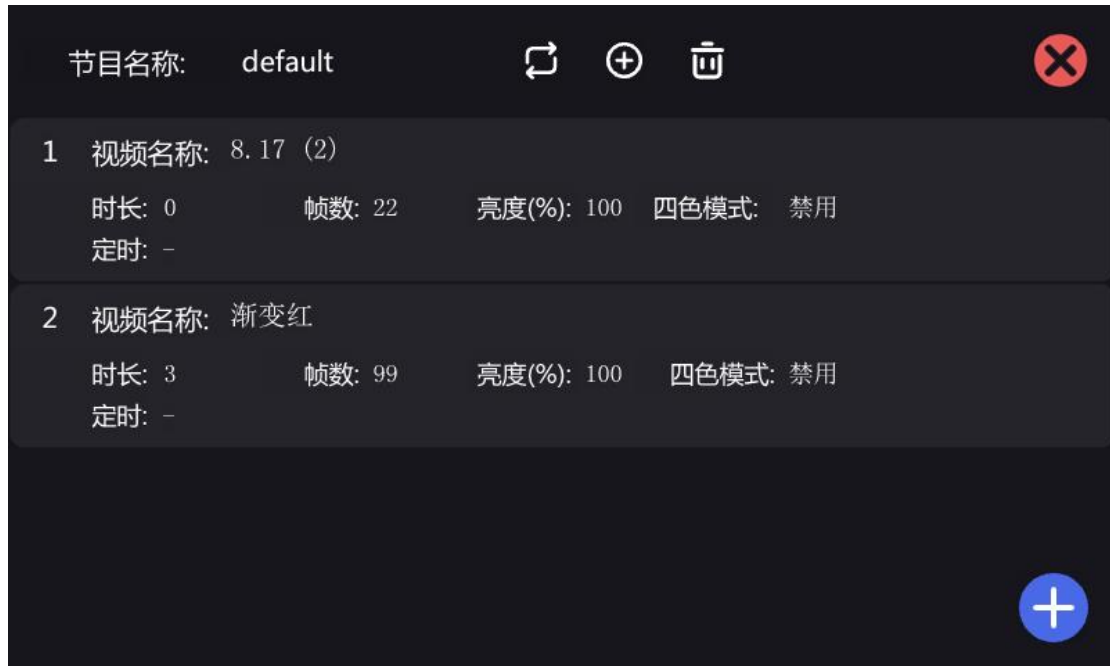 节目名称: default
1 视频名称: 8.17 (2)
时长: 0 帧数: 22 亮度(%): 100 四色模式: 禁用
定时: -
2 视频名称: 渐变红
时长: 3 帧数: 99 亮度(%): 100 四色模式: 禁用
定时: -